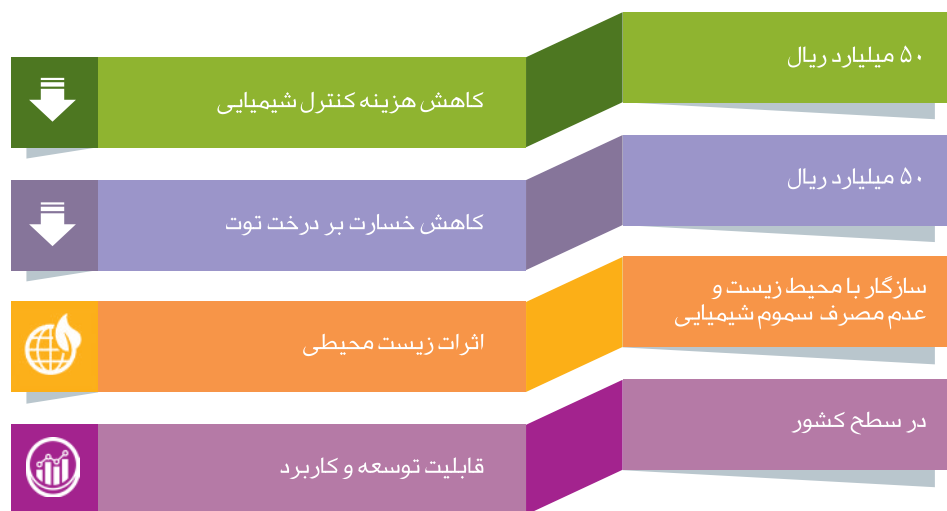 ۵۰ میلیارد ریال
کاهش هزینه کنترل شیمیایی
۵۰ میلیارد ریال
کاهش خسارت بر درخت توت
سازگار با محیط زیست و
عدم مصرف سموم شیمیایی
اثرات زیست محیطی
در سطح کشور
قابلیت توسعه و کاربرد